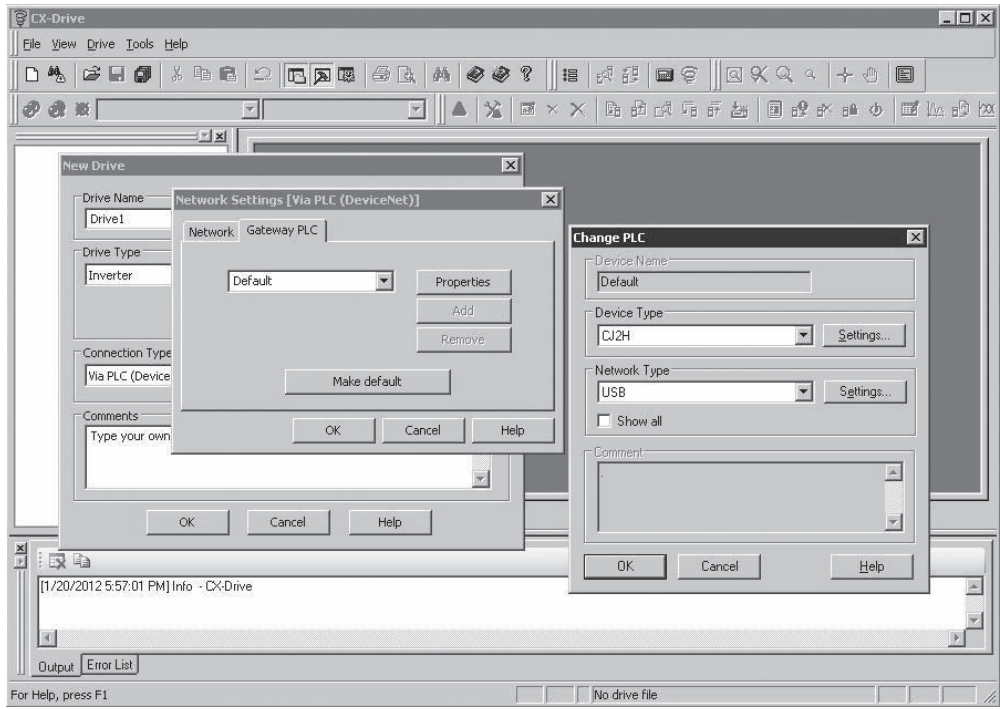 CX-Drive
File View Drive Tools Help
New Drive
Drive Name
Drive1
Drive Type
Inverter
Connection Type
Via PLC (Device
Comments
Type your own
OK Cancel Help
Network Settings [Via PLC (DeviceNet)]
Network Gateway PLC
Default
Properties
Add
Remove
Make default
OK Cancel Help
Change PLC
Device Name
Default
Device Type
CJ2H
Settings...
Network Type
USB
Settings...
Show all
Comment
.
OK Cancel Help
[1/20/2012 5:57:01 PM] Info - CX-Drive
Output Error List
For Help, press F1
No drive file